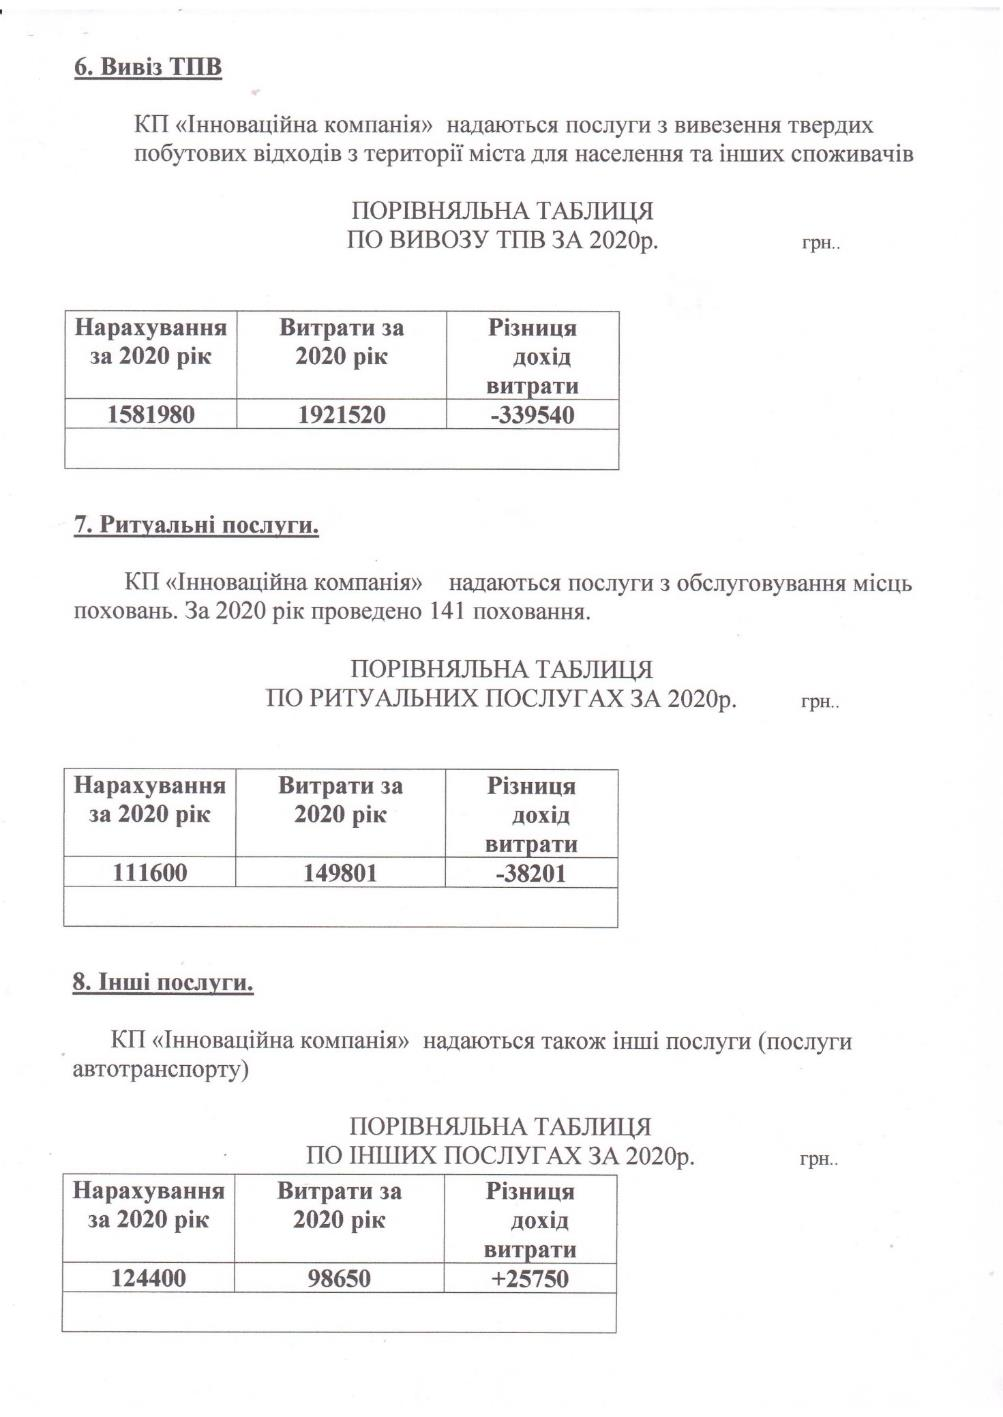 6. Вивіз ТПВ
КП «Інноваційна компанія» надаються послуги з вивезення твердих
побутових відходів з території міста для населення та інших споживачів
ПОРІВНЯЛЬНА ТАБЛИЦЯ
ПО ВИВОЗУ ТПВ ЗА 2020р. грн..
Нарахування Витрати за Різниця
за 2020 рік 2020 рік дохід
витрати
1581980 1921520 -339540
7. Ритуальні послуги.
КП «Інноваційна компанія» надаються послуги з обслуговування місць
поховань. За 2020 рік проведено 141 поховання.
ПОРІВНЯЛЬНА ТАБЛИЦЯ
ПО РИТУАЛЬНИХ ПОСЛУГАХ ЗА 2020р. грн..
Нарахування Витрати за Різниця
за 2020 рік 2020 рік дохід
витрати
111600 149801 -38201
8. Інші послуги.
КП «Інноваційна компанія» надаються також інші послуги (послуги
автотранспорту)
ПОРІВНЯЛЬНА ТАБЛИЦЯ
ПО ІНШИХ ПОСЛУГАХ ЗА 2020р. грн..
Нарахування Витрати за Різниця
за 2020 рік 2020 рік дохід
витрати
124400 98650 +25750